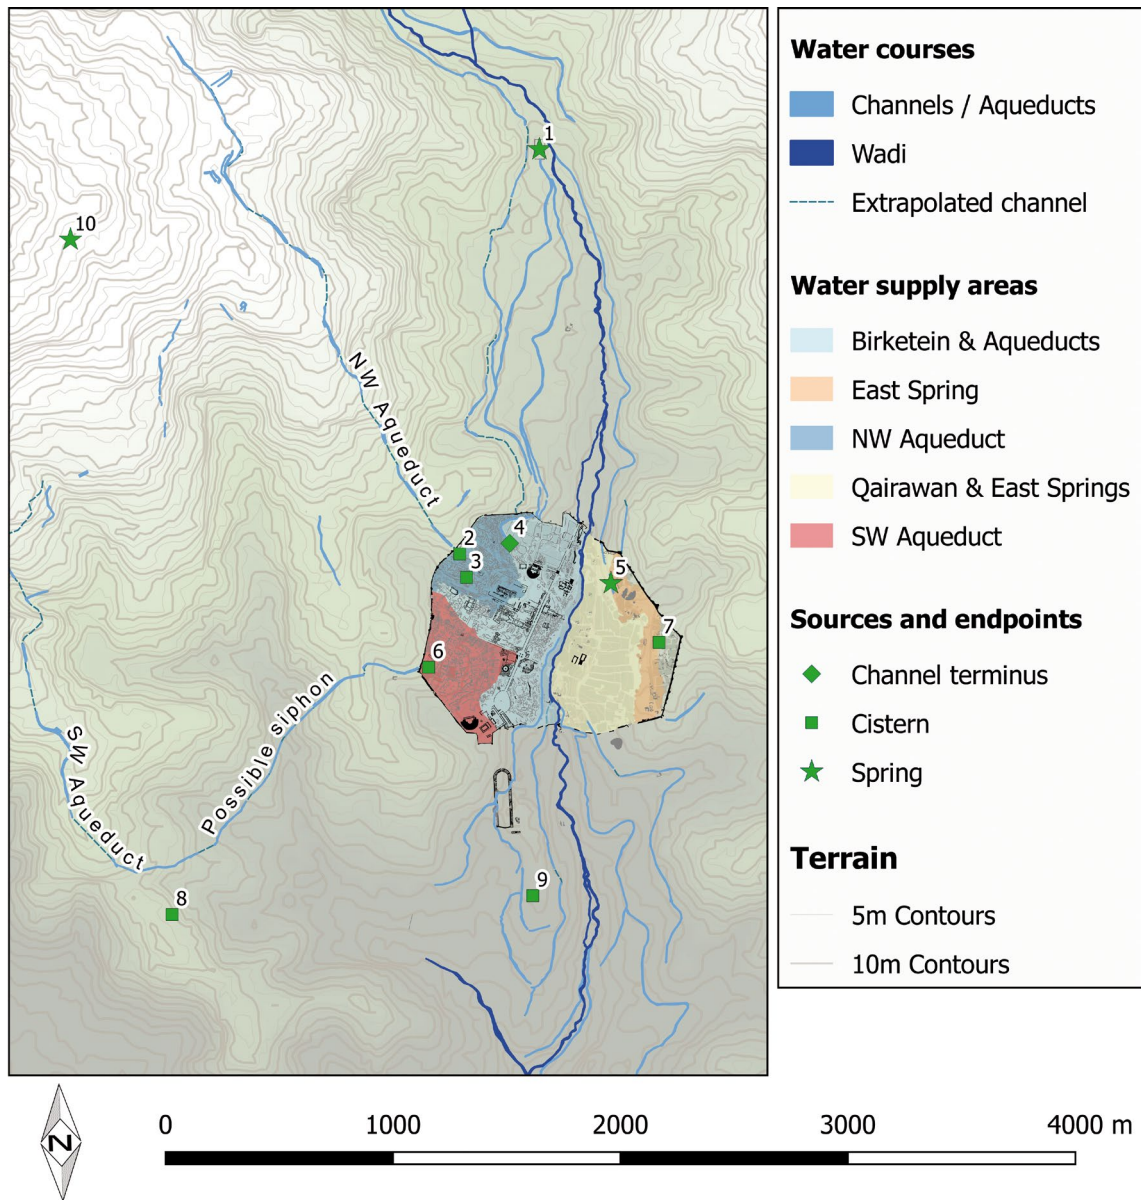 1
10
NW Aqueduct
4
2
3
5
7
6
Possible siphon
SW Aqueduct
9
8
Water courses
Channels / Aqueducts
Wadi
Extrapolated channel
Water supply areas
Birketein & Aqueducts
East Spring
NW Aqueduct
Qairawan & East Springs
SW Aqueduct
Sources and endpoints
Channel terminus
Cistern
Spring
Terrain
5m Contours
10m Contours
N
0 1000 2000 3000 4000 m